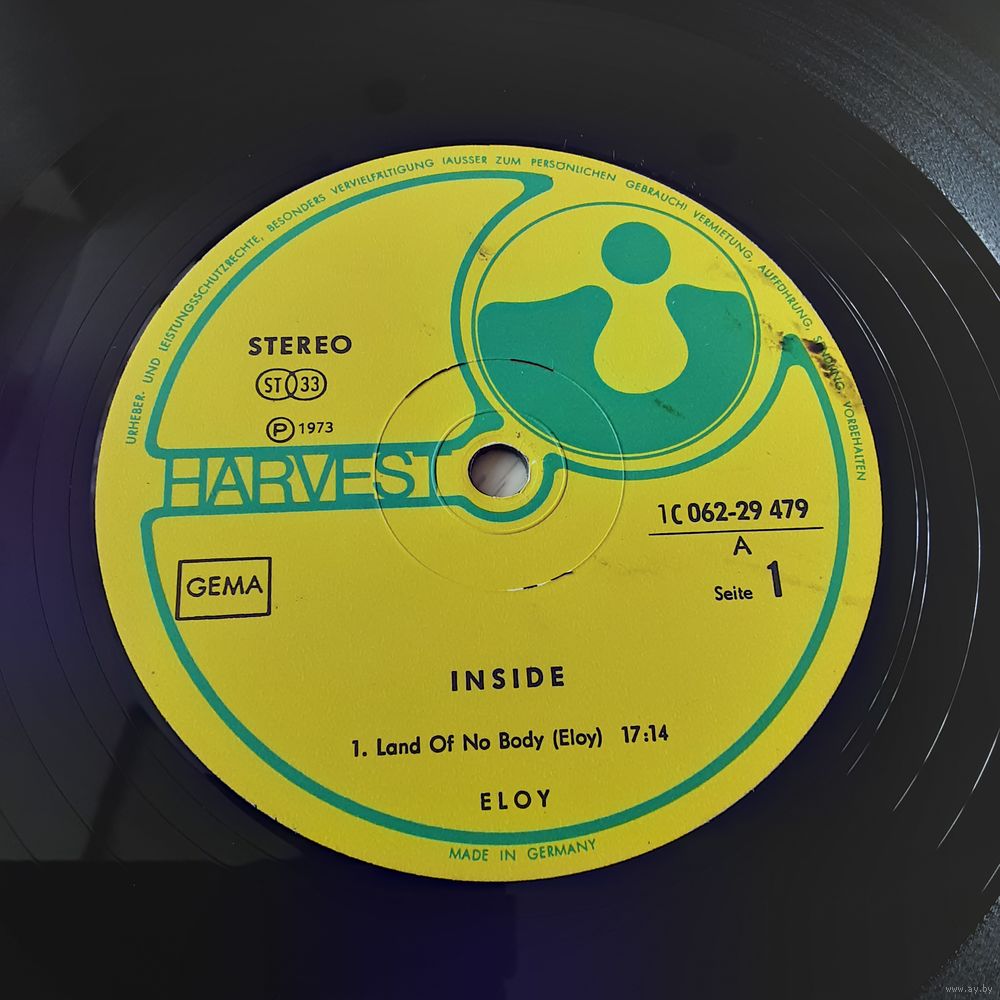 URHEBER. UND LEISTUNGSSCHUTZRECHTE, BESONDERS VERVIELFÄLTIGUNG (AUSSER ZUM PERSÖNLICHEN GEBRAUCH) VERMIETUNG, AUFFÜHRUNG, SENDUNG VORBEHALTEN
STEREO
ST 33
Ⓟ 1973
HARVEST
1C 062-29 479
A
Seite 1
GEMA
INSIDE
1. Land Of No Body (Eloy) 17:14
ELOY
MADE IN GERMANY
www.ay.by